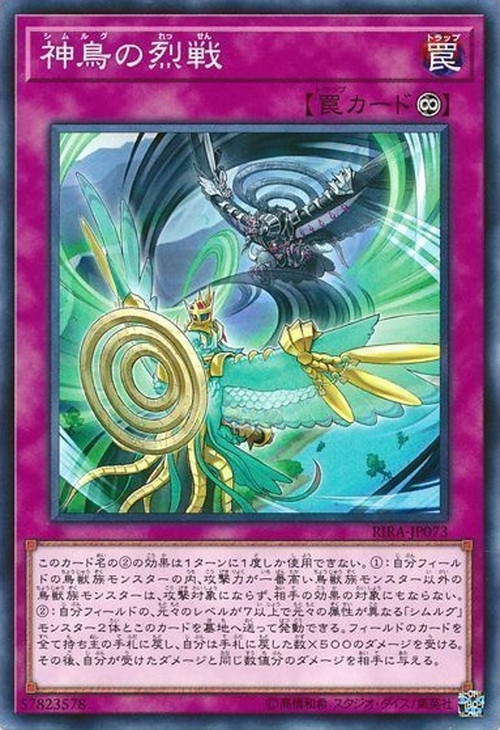 シムルグ れっせん
神鳥の烈戦
トラップ
罠
トラップ
【罠カード】
RIRA-JP073
このカード名の②の効果は1ターンに1度しか使用できない。①：自分フィール
ドの鳥獣族モンスターの内、攻撃力が一番高いモンスター以外の
鳥獣族モンスターは、攻撃対象にならず、相手の効果の対象にもならない。
②：自分フィールドの、元々のレベルが7以上で元々の属性が異なる「シムルグ」
モンスター2体とこのカードを墓地へ送って発動できる。フィールドのカードを
全て持ち主の手札に戻し、自分は手札に戻した数×500のダメージを受ける。
その後、自分が受けたダメージと同じ数値分のダメージを相手に与える。
57823578
©高橋和希 スタジオ・ダイス/集英社